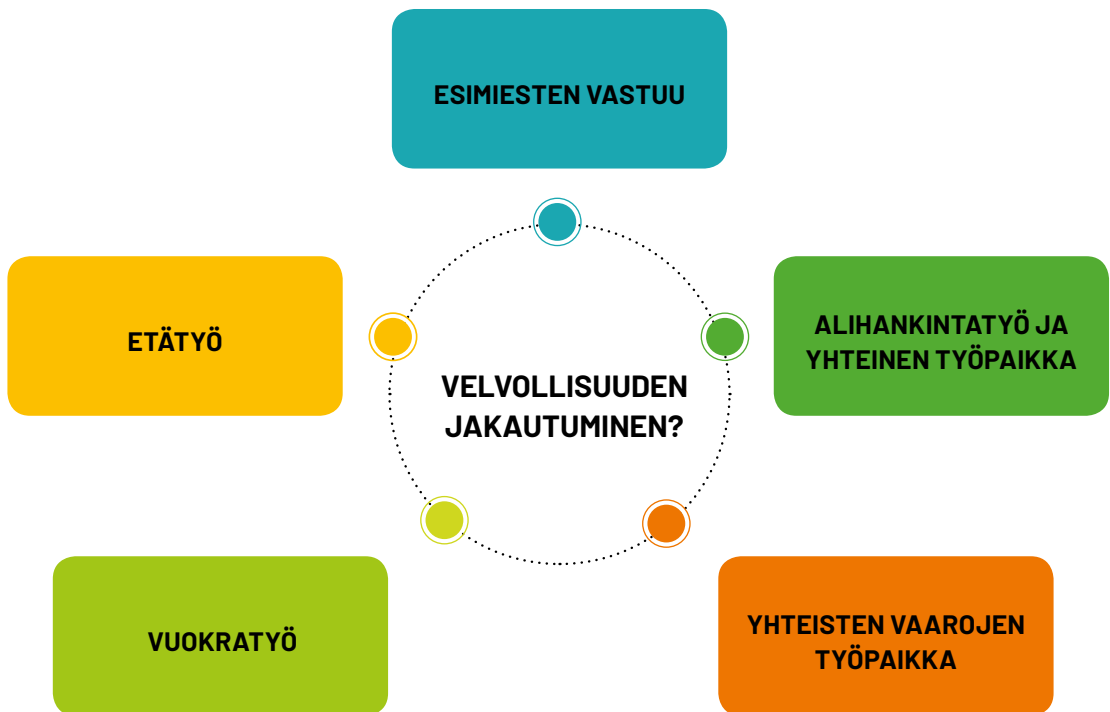 ESIMIESTEN VASTUU
ETÄTYÖ
ALIHANKINTATYÖ JA
YHTEINEN TYÖPAIKKA
VELVOLLISUUDEN
JAKAUTUMINEN?
VUOKRATYÖ
YHTEISTEN VAAROJEN
TYÖPAIKKA